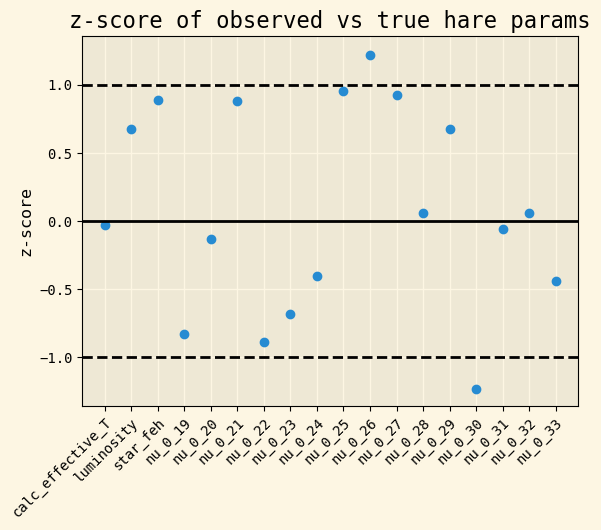 z-score of observed vs true hare params
z-score
1.0
0.5
0.0
−0.5
−1.0
calc_effective_T
luminosity
star_feh
nu_0_19
nu_0_20
nu_0_21
nu_0_22
nu_0_23
nu_0_24
nu_0_25
nu_0_26
nu_0_27
nu_0_28
nu_0_29
nu_0_30
nu_0_31
nu_0_32
nu_0_33